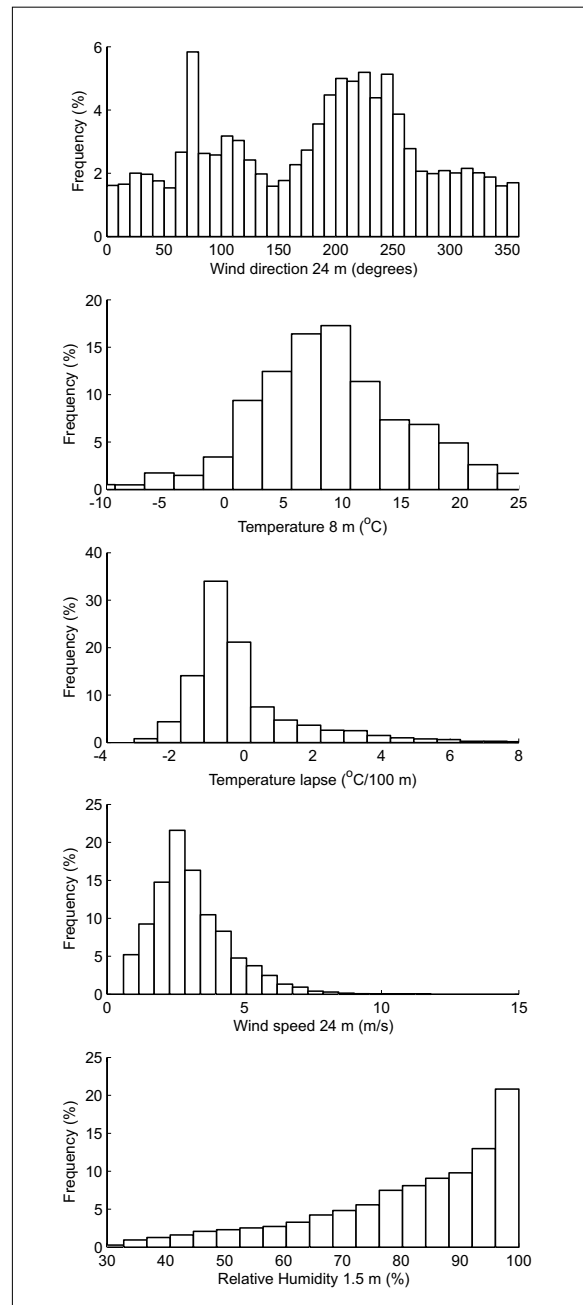 6
4
2
0
Frequency (%)
0 50 100 150 200 250 300 350
Wind direction 24 m (degrees)
20
15
10
5
0
Frequency (%)
-10 -5 0 5 10 15 20 25
Temperature 8 m (°C)
40
30
20
10
0
Frequency (%)
-4 -2 0 2 4 6 8
Temperature lapse (°C/100 m)
25
20
15
10
5
0
Frequency (%)
0 5 10 15
Wind speed 24 m (m/s)
25
20
15
10
5
0
Frequency (%)
30 40 50 60 70 80 90 100
Relative Humidity 1.5 m (%)